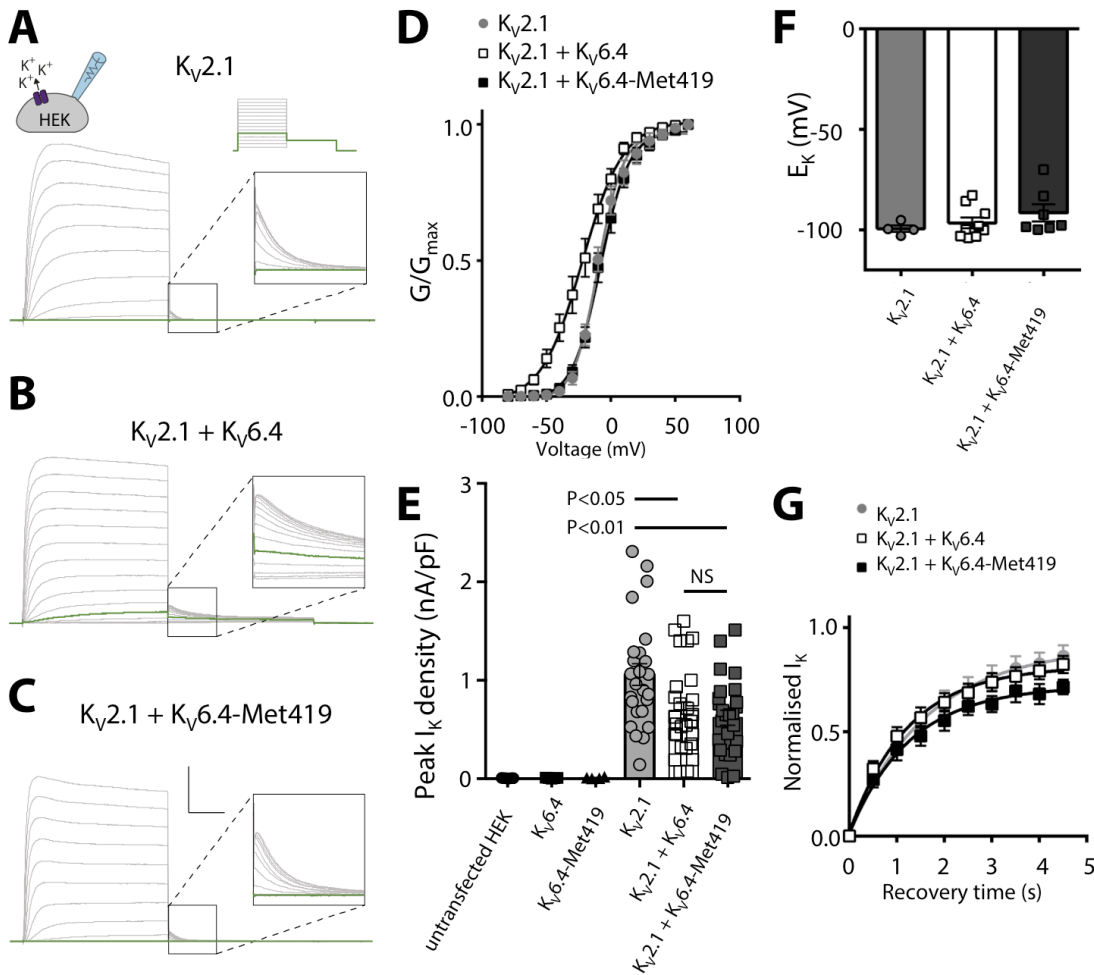 A
K+
K+
K+
HEK
KV2.1
B
KV2.1 + KV6.4
C
KV2.1 + KV6.4-Met419
D
KV2.1
KV2.1 + KV6.4
KV2.1 + KV6.4-Met419
1.0
0.5
0.0
G/Gmax
-100
-50
0
50
100
Voltage (mV)
E
P<0.05
P<0.01
NS
3
2
1
0
Peak IK density (nA/pF)
untransfected HEK
KV6.4
KV6.4-Met419
KV2.1
KV2.1 + KV6.4
KV2.1 + KV6.4-Met419
F
0
-50
-100
EK (mV)
KV2.1
KV2.1 + KV6.4
KV2.1 + KV6.4-Met419
G
KV2.1
KV2.1 + KV6.4
KV2.1 + KV6.4-Met419
1.0
0.5
0.0
Normalised IK
0
1
2
3
4
5
Recovery time (s)